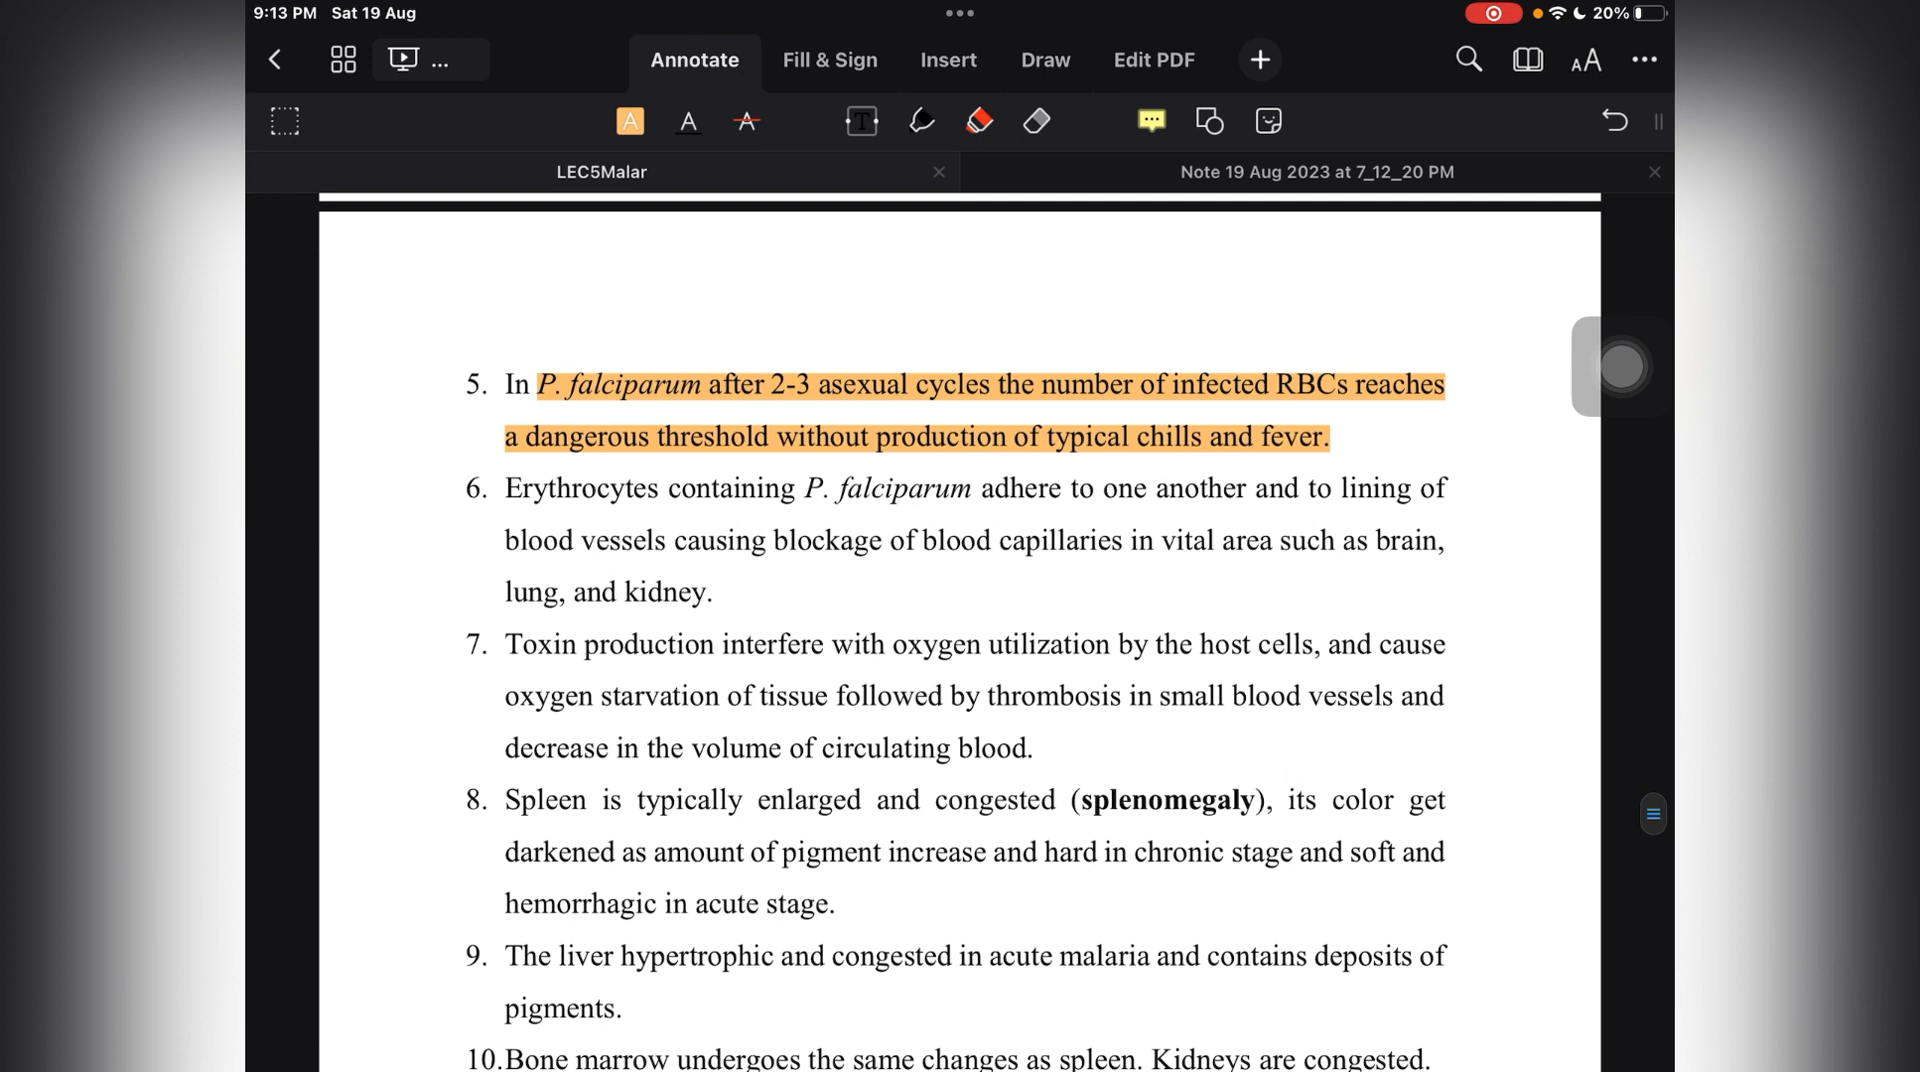 9:13 PM Sat 19 Aug
20%
...
Annotate Fill & Sign Insert Draw Edit PDF
AA
A A A T
LEC5Malar
Note 19 Aug 2023 at 7_12_20 PM
5. In P. falciparum after 2-3 asexual cycles the number of infected RBCs reaches
a dangerous threshold without production of typical chills and fever.
6. Erythrocytes containing P. falciparum adhere to one another and to lining of
blood vessels causing blockage of blood capillaries in vital area such as brain,
lung, and kidney.
7. Toxin production interfere with oxygen utilization by the host cells, and cause
oxygen starvation of tissue followed by thrombosis in small blood vessels and
decrease in the volume of circulating blood.
8. Spleen is typically enlarged and congested (splenomegaly), its color get
darkened as amount of pigment increase and hard in chronic stage and soft and
hemorrhagic in acute stage.
9. The liver hypertrophic and congested in acute malaria and contains deposits of
pigments.
10.Bone marrow undergoes the same changes as spleen. Kidneys are congested.